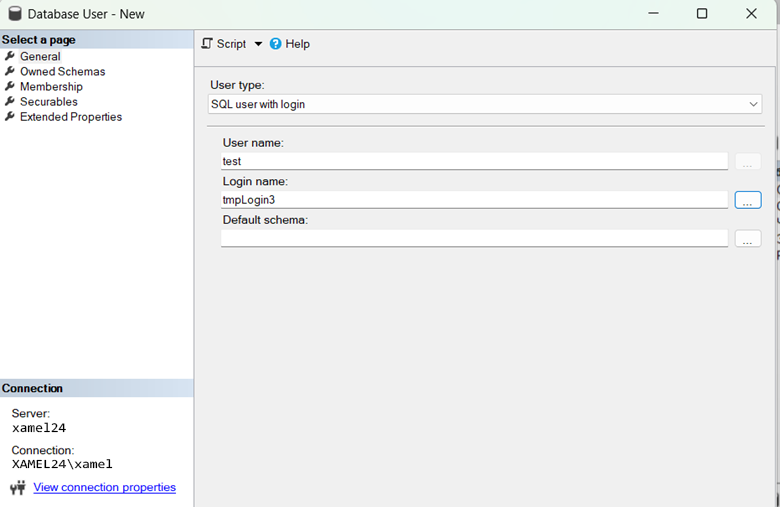 Database User - New
Select a page
General
Owned Schemas
Membership
Securables
Extended Properties
Script
Help
User type:
SQL user with login
User name:
test
...
Login name:
tmpLogin3
...
Default schema:
...
Connection
Server:
xamel24
Connection:
XAMEL24\xamel
View connection properties